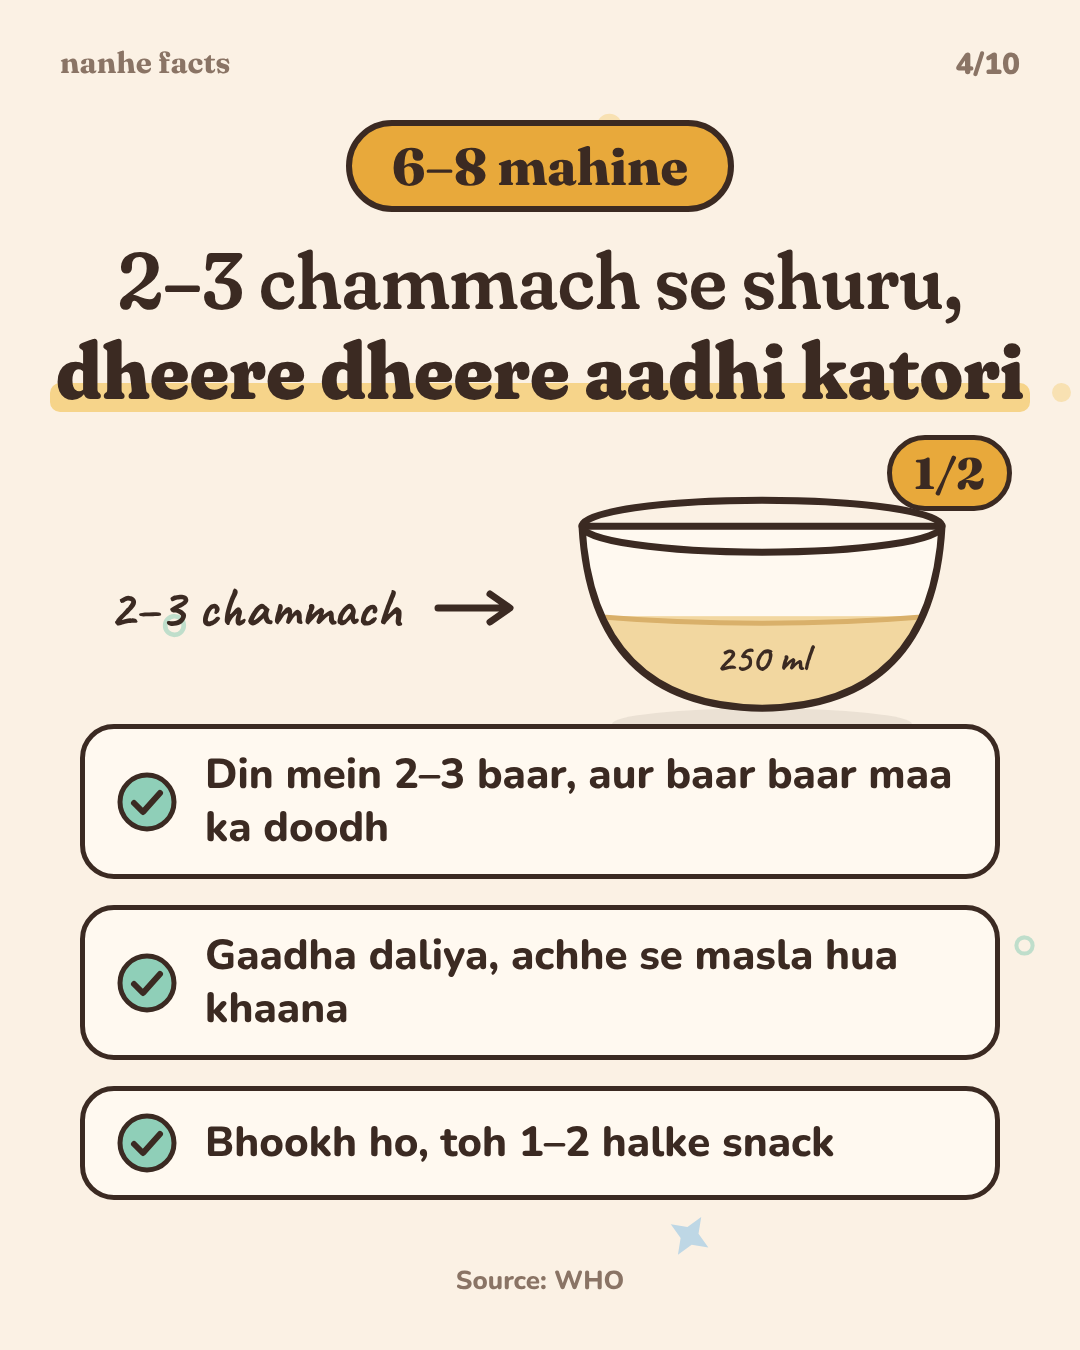 nanhe facts
4/10
6–8 mahine
2–3 chammach se shuru,
dheere dheere aadhi katori
1/2
2–3 chammach
250 ml
Din mein 2–3 baar, aur baar baar maa
ka doodh
Gaadha daliya, achhe se masla hua
khaana
Bhookh ho, toh 1–2 halke snack
Source: WHO